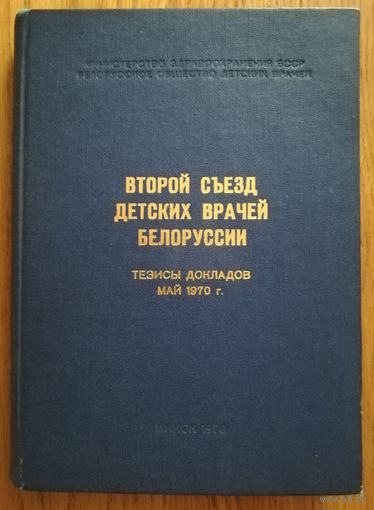 МИНИСТЕРСТВО ЗДРАВООХРАНЕНИЯ БССР
БЕЛОРУССКОЕ ОБЩЕСТВО ДЕТСКИХ ВРАЧЕЙ
ВТОРОЙ СЪЕЗД
ДЕТСКИХ ВРАЧЕЙ
БЕЛОРУССИИ
ТЕЗИСЫ ДОКЛАДОВ
МАЙ 1970 г.
МИНСК 1970